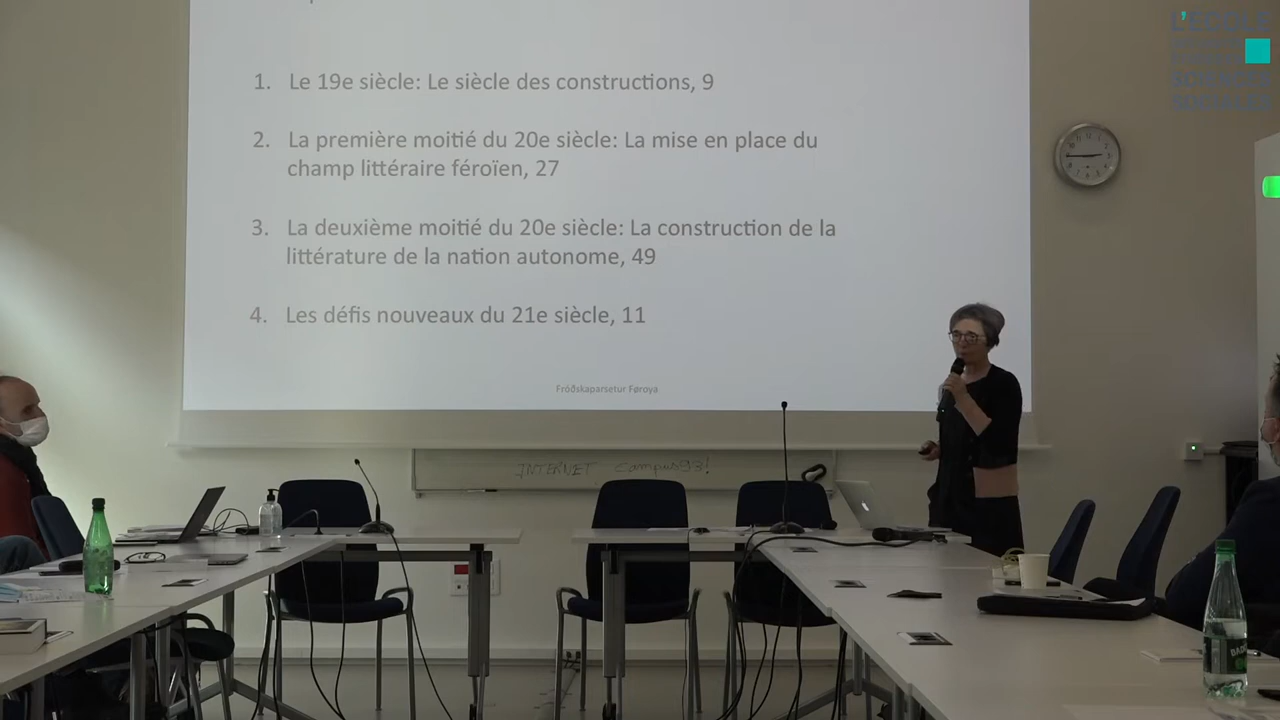 L'ECOLE
SCIENCES
SOCIALES
1. Le 19e siècle: Le siècle des constructions, 9
2. La première moitié du 20e siècle: La mise en place du
champ littéraire féroïen, 27
3. La deuxième moitié du 20e siècle: La construction de la
littérature de la nation autonome, 49
4. Les défis nouveaux du 21e siècle, 11
Fróðskaparsetur Føroya
INTERNET Campus93!